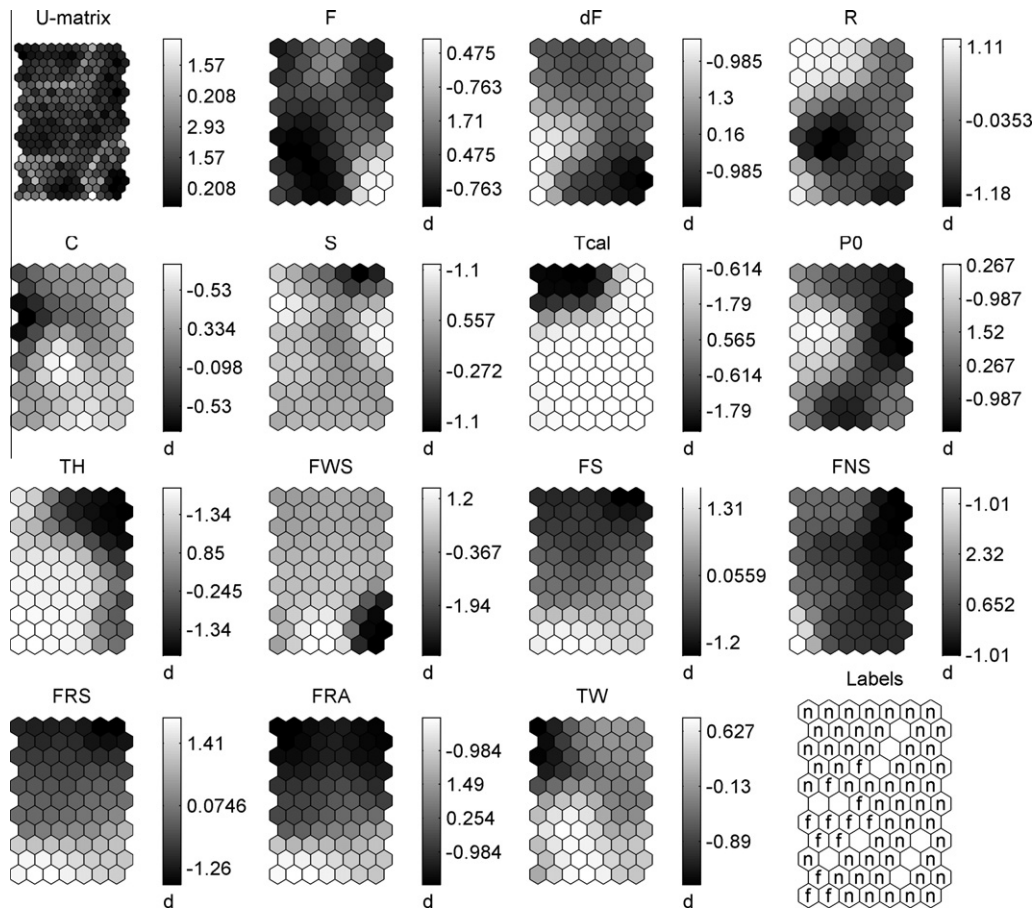 U-matrix
1.57
0.208
2.93
1.57
0.208
F
0.475
-0.763
1.71
0.475
-0.763
d
dF
-0.985
1.3
0.16
-0.985
d
R
1.11
-0.0353
-1.18
d
C
-0.53
0.334
-0.098
-0.53
d
S
-1.1
0.557
-0.272
-1.1
d
Tcal
-0.614
-1.79
0.565
-0.614
-1.79
d
P0
0.267
-0.987
1.52
0.267
-0.987
d
TH
-1.34
0.85
-0.245
-1.34
d
FWS
1.2
-0.367
-1.94
d
FS
1.31
0.0559
-1.2
d
FNS
-1.01
2.32
0.652
-1.01
d
FRS
1.41
0.0746
-1.26
d
FRA
-0.984
1.49
0.254
-0.984
d
TW
0.627
-0.13
-0.89
d
Labels
n n n n n n n
n n n n n n
n n n n n n
n n f n n n
n f n n n n n
f n n n n
f f f f n n n
f f n n n
n n n n n
n f n n n n
f f n n n n n